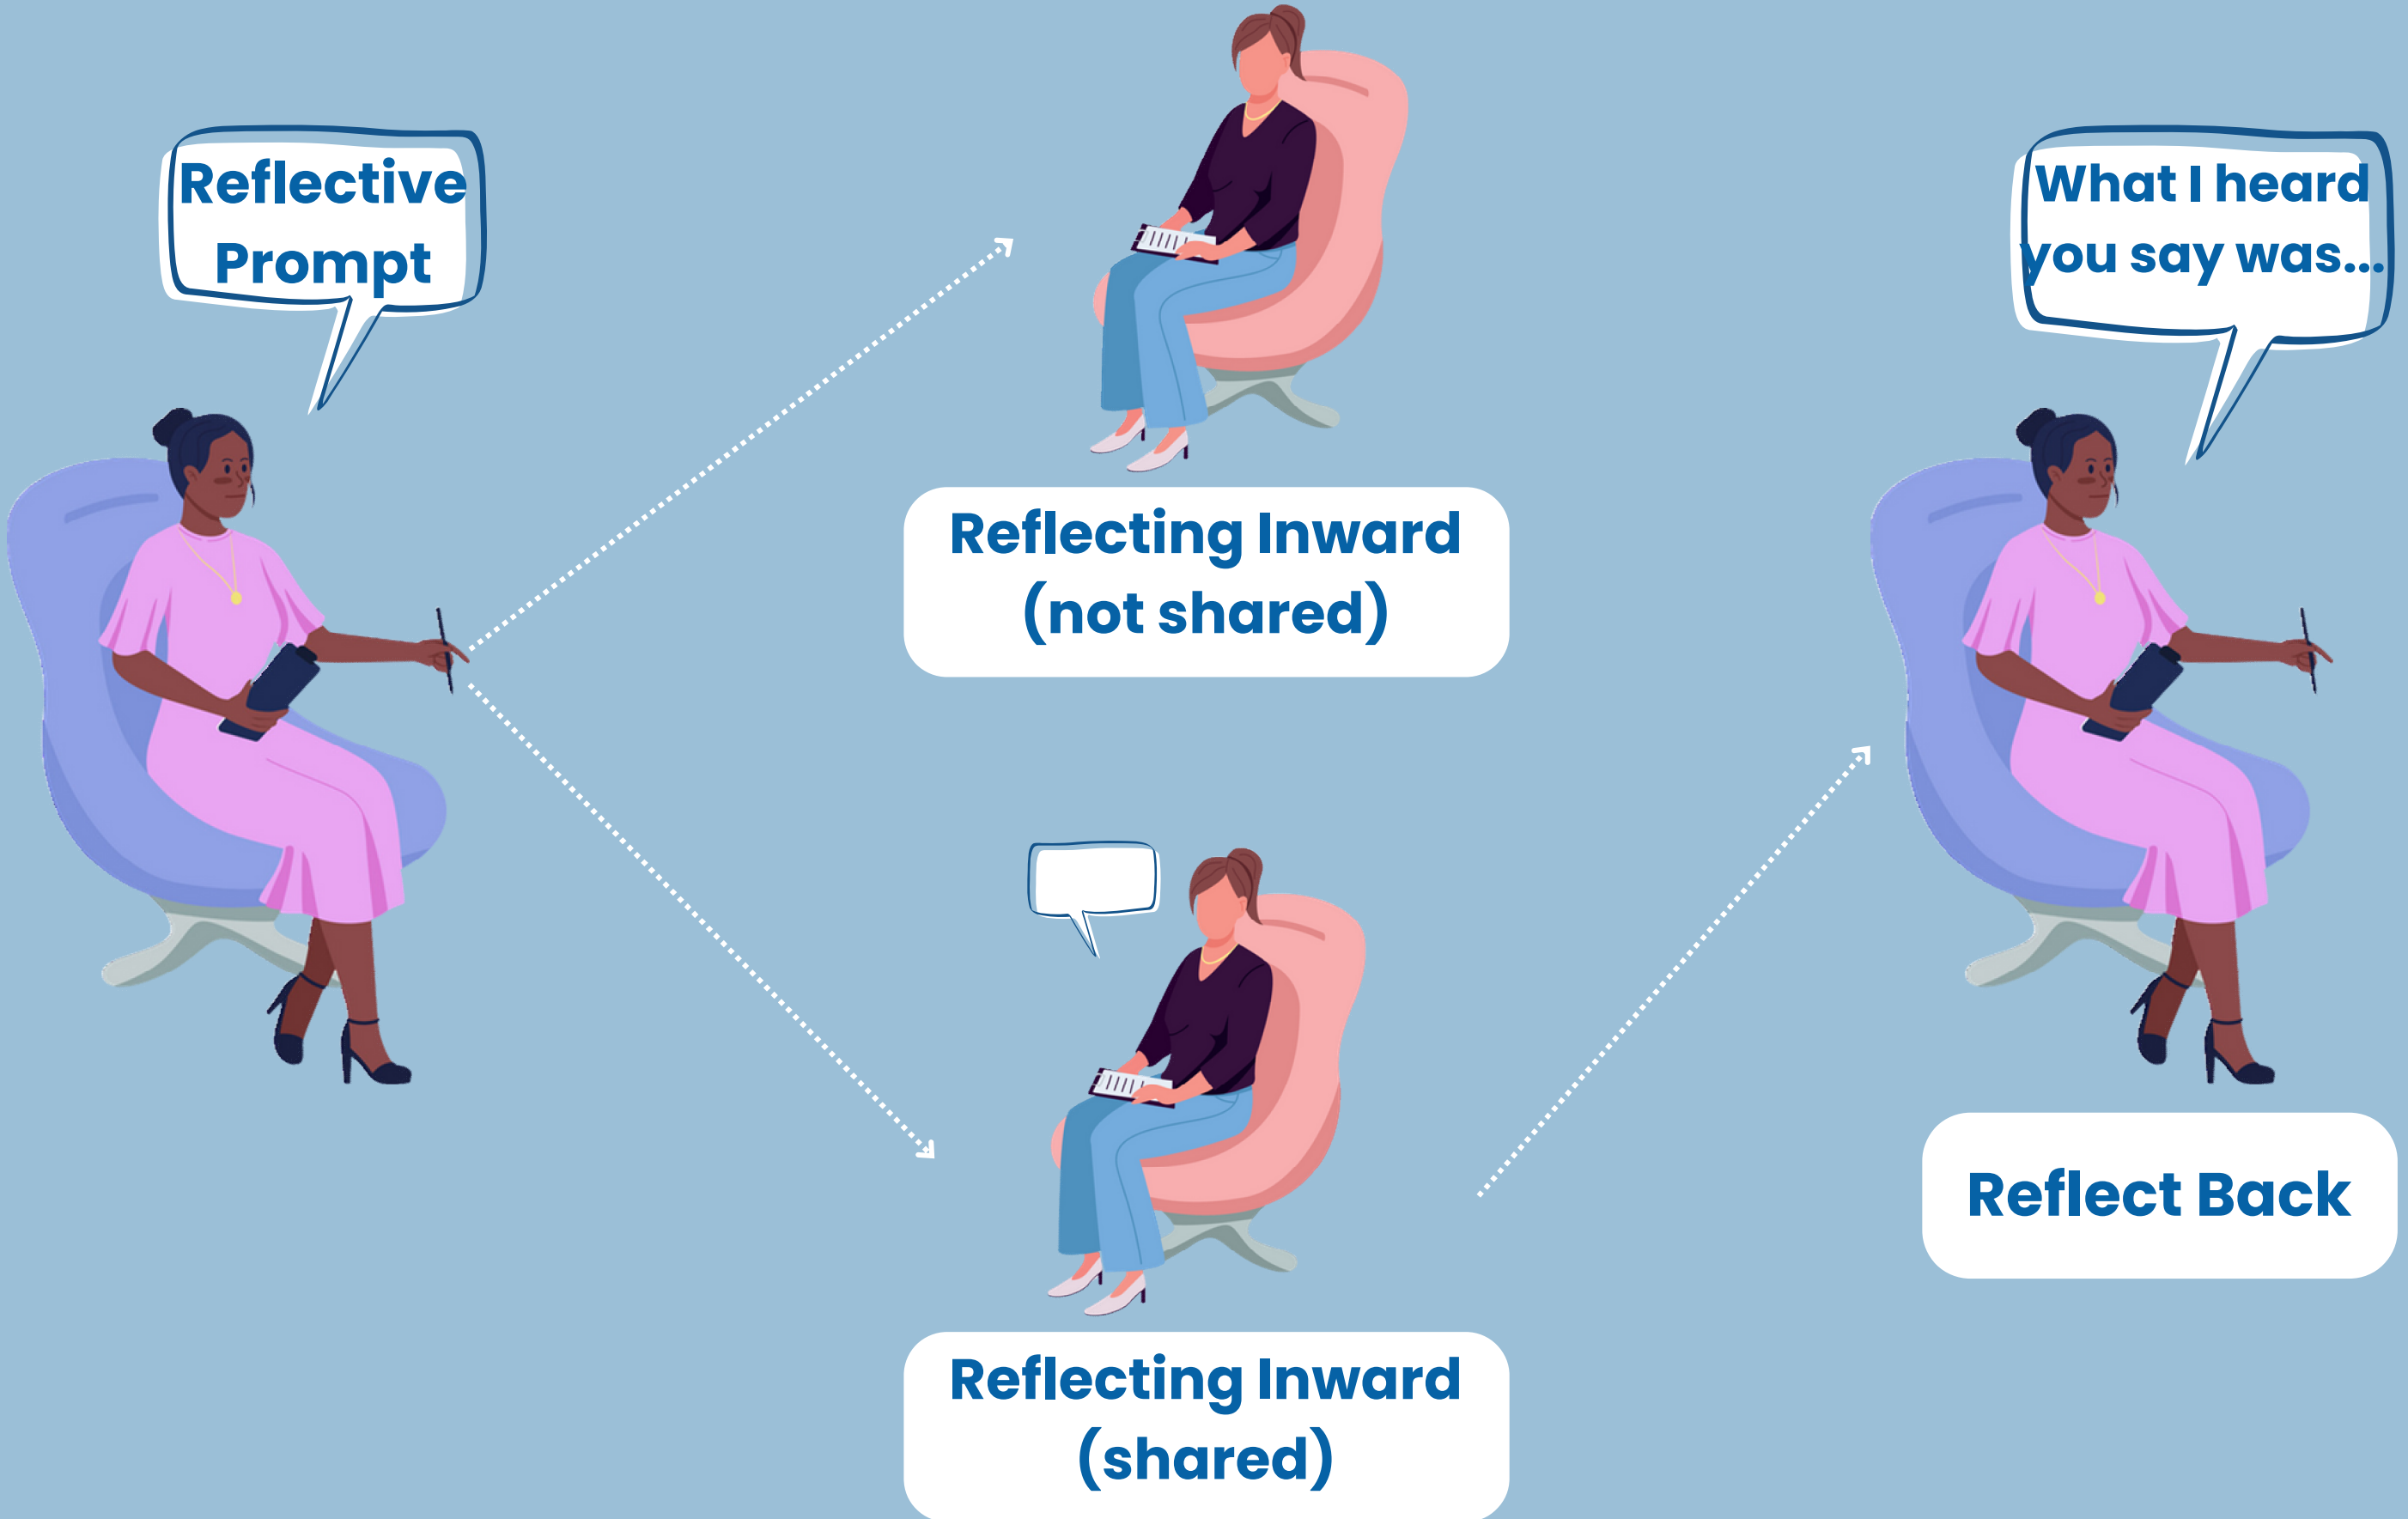 Reflective
Prompt
What I heard
you say was...
Reflecting Inward
(not shared)
Reflect Back
Reflecting Inward
(shared)